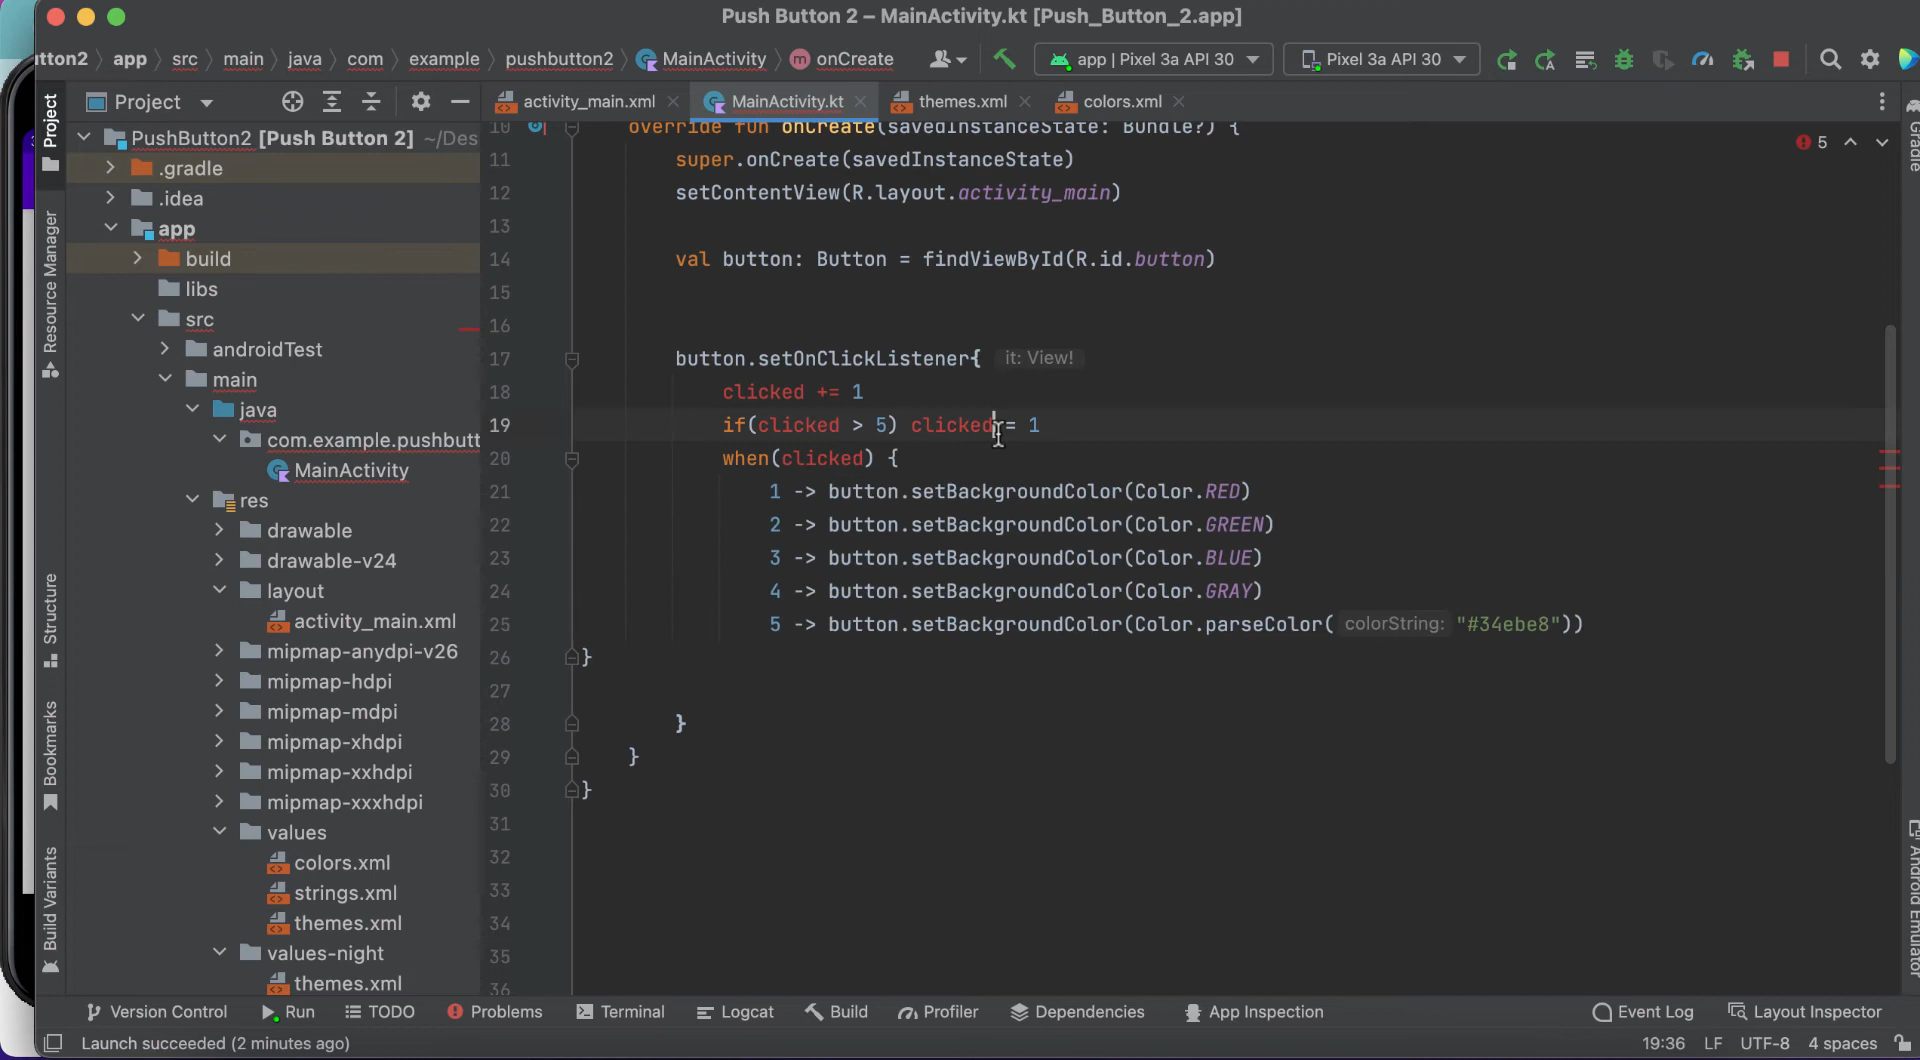 Push Button 2 – MainActivity.kt [Push_Button_2.app]
utton2 app src main java com example pushbutton2 MainActivity onCreate app | Pixel 3a API 30 Pixel 3a API 30
Project
activity_main.xml MainActivity.kt themes.xml colors.xml
PushButton2 [Push Button 2] ~/Des
.gradle
.idea
app
build
libs
src
androidTest
main
java
com.example.pushbutt
MainActivity
res
drawable
drawable-v24
layout
activity_main.xml
mipmap-anydpi-v26
mipmap-hdpi
mipmap-mdpi
mipmap-xhdpi
mipmap-xxhdpi
mipmap-xxxhdpi
values
colors.xml
strings.xml
themes.xml
values-night
themes.xml
Project
Resource Manager
Structure
Bookmarks
Build Variants
10 override fun onCreate(savedInstanceState: Bundle?) {
11 super.onCreate(savedInstanceState)
12 setContentView(R.layout.activity_main)
13
14 val button: Button = findViewById(R.id.button)
15
16
17 button.setOnClickListener{ it: View!
18 clicked += 1
19 if(clicked > 5) clicked = 1
20 when(clicked) {
21 1 -> button.setBackgroundColor(Color.RED)
22 2 -> button.setBackgroundColor(Color.GREEN)
23 3 -> button.setBackgroundColor(Color.BLUE)
24 4 -> button.setBackgroundColor(Color.GRAY)
25 5 -> button.setBackgroundColor(Color.parseColor( colorString: "#34ebe8"))
26 }
27
28 }
29 }
30 }
31
32
33
34
35
36
5
Gradle
Android Emulator
Version Control Run TODO Problems Terminal Logcat Build Profiler Dependencies App Inspection Event Log Layout Inspector
Launch succeeded (2 minutes ago) 19:36 LF UTF-8 4 spaces